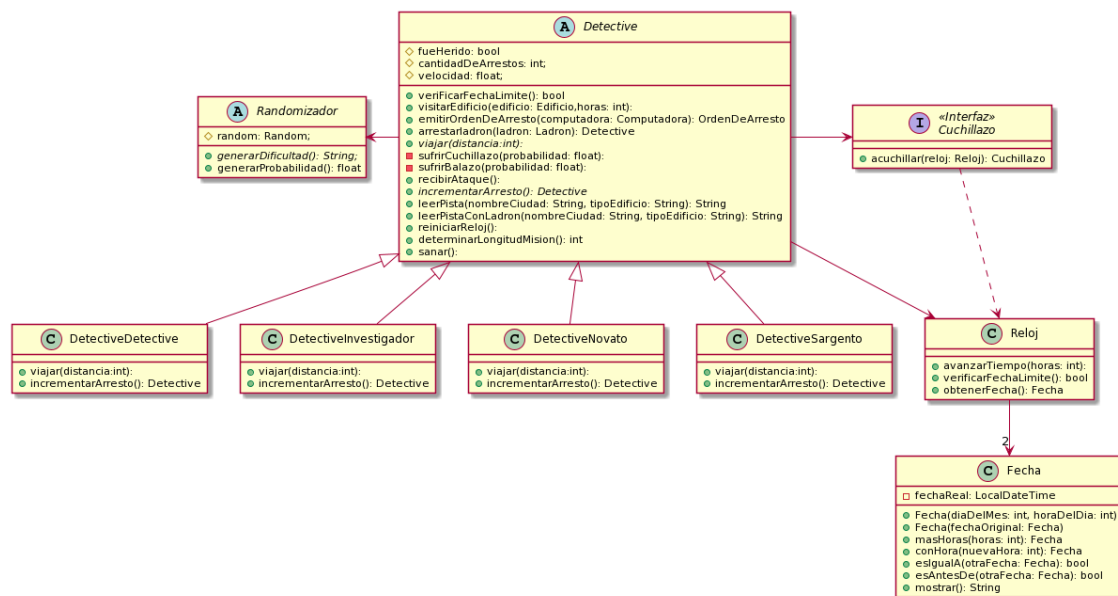 A Detective
fueHerido: bool
cantidadDeArrestos: int;
velocidad: float;
veriFicarFechaLimite(): bool
visitarEdificio(edificio: Edificio,horas: int):
emitirOrdenDeArresto(computadora: Computadora): OrdenDeArresto
arrestarladron(ladron: Ladron): Detective
viajar(distancia:int):
sufrirCuchillazo(probabilidad: float):
sufrirBalazo(probabilidad: float):
recibirAtaque():
incrementarArresto(): Detective
leerPista(nombreCiudad: String, tipoEdificio: String): String
leerPistaConLadron(nombreCiudad: String, tipoEdificio: String): String
reiniciarReloj():
determinarLongitudMision(): int
sanar():
A Randomizador
random: Random;
generarDificultad(): String;
generarProbabilidad(): float
I «Interfaz»
Cuchillazo
acuchillar(reloj: Reloj): Cuchillazo
C DetectiveDetective
viajar(distancia:int):
incrementarArresto(): Detective
C DetectiveInvestigador
viajar(distancia:int):
incrementarArresto(): Detective
C DetectiveNovato
viajar(distancia:int):
incrementarArresto(): Detective
C DetectiveSargento
viajar(distancia:int):
incrementarArresto(): Detective
C Reloj
avanzarTiempo(horas: int):
verificarFechaLimite(): bool
obtenerFecha(): Fecha
2
C Fecha
fechaReal: LocalDateTime
Fecha(diaDelMes: int, horaDelDia: int)
Fecha(fechaOriginal: Fecha)
masHoras(horas: int): Fecha
conHora(nuevaHora: int): Fecha
esIgualA(otraFecha: Fecha): bool
esAntesDe(otraFecha: Fecha): bool
mostrar(): String